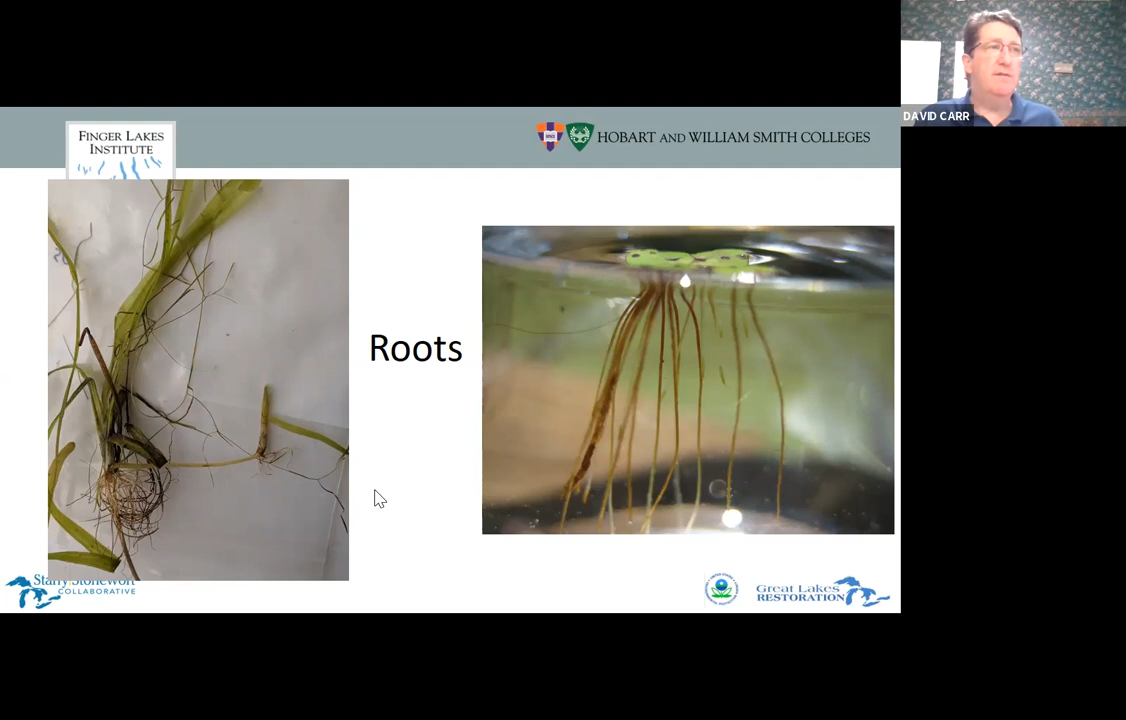 DAVID CARR
FINGER LAKES
INSTITUTE
HOBART AND WILLIAM SMITH COLLEGES
Roots
Starry Stonewort
COLLABORATIVE
Great Lakes
RESTORATION